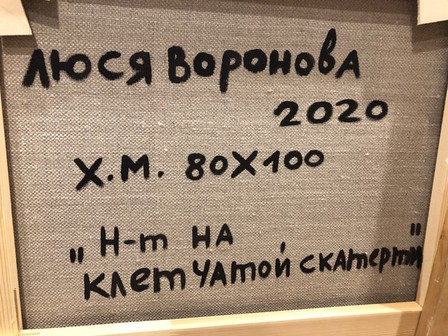 Люся Воронова
2020
Х.М. 80Х100
"Н-т на
клетчатой скатерти"